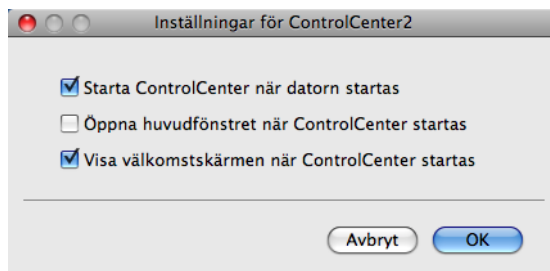 Inställningar för ControlCenter2
Starta ControlCenter när datorn startas
Öppna huvudfönstret när ControlCenter startas
Visa välkomstskärmen när ControlCenter startas
Avbryt
OK